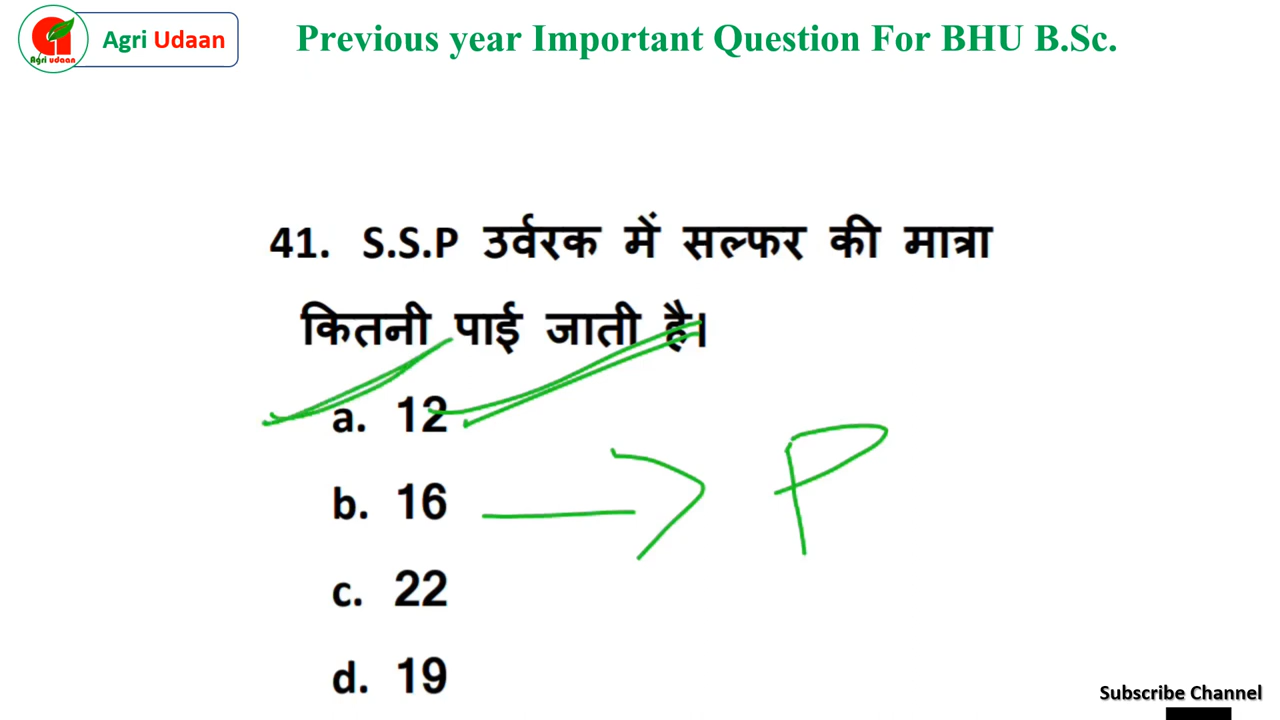 Agri Udaan
Agri udaan
Previous year Important Question For BHU B.Sc.
41. S.S.P उर्वरक में सल्फर की मात्रा
कितनी पाई जाती है।
a. 12
b. 16 → P
c. 22
d. 19
Subscribe Channel